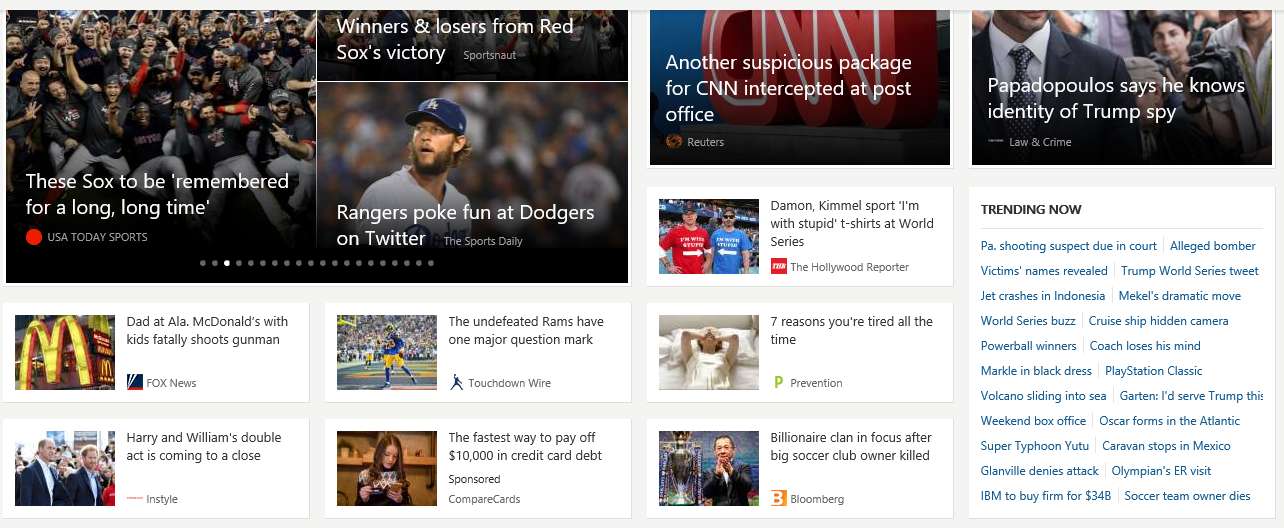 Winners & losers from Red
Sox's victory Sportsnaut
These Sox to be 'remembered
for a long, long time'
USA TODAY SPORTS
Rangers poke fun at Dodgers
on Twitter The Sports Daily
CNN
Another suspicious package
for CNN intercepted at post
office
Reuters
Papadopoulos says he knows
identity of Trump spy
Law & Crime
I'M WITH
STUPID
I'M WITH
STUPID
Damon, Kimmel sport 'I'm
with stupid' t-shirts at World
Series
THR The Hollywood Reporter
Dad at Ala. McDonald's with
kids fatally shoots gunman
FOX News
The undefeated Rams have
one major question mark
Touchdown Wire
7 reasons you're tired all the
time
P Prevention
Harry and William's double
act is coming to a close
Instyle
The fastest way to pay off
$10,000 in credit card debt
Sponsored
CompareCards
Billionaire clan in focus after
big soccer club owner killed
B Bloomberg
TRENDING NOW
Pa. shooting suspect due in court Alleged bomber
Victims' names revealed Trump World Series tweet
Jet crashes in Indonesia Mekel's dramatic move
World Series buzz Cruise ship hidden camera
Powerball winners Coach loses his mind
Markle in black dress PlayStation Classic
Volcano sliding into sea Garten: I'd serve Trump this
Weekend box office Oscar forms in the Atlantic
Super Typhoon Yutu Caravan stops in Mexico
Glanville denies attack Olympian's ER visit
IBM to buy firm for $34B Soccer team owner dies